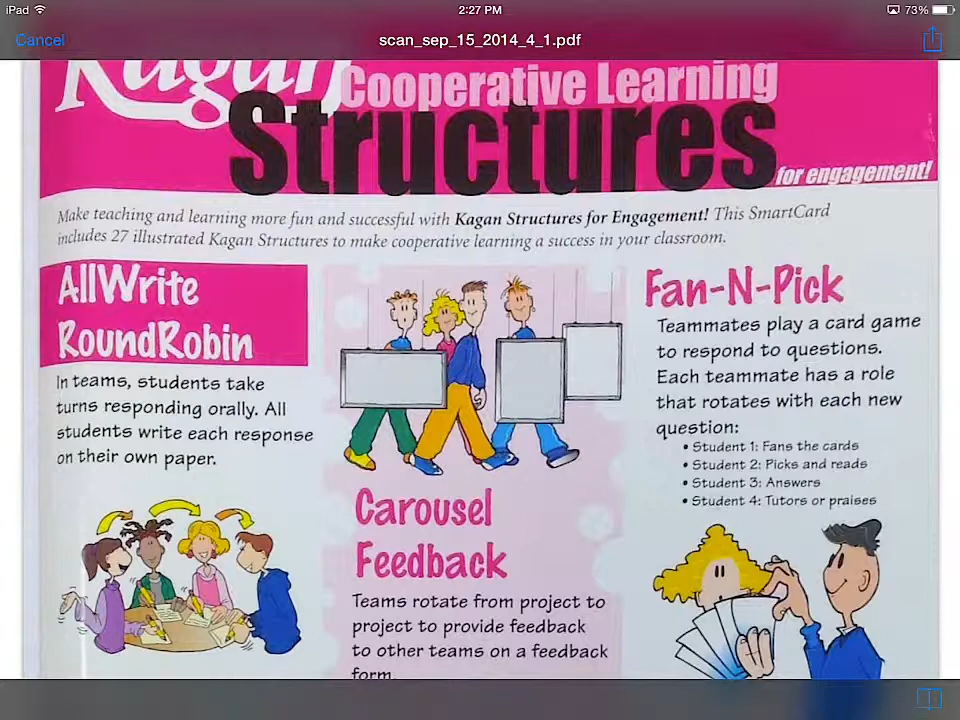 iPad 2:27 PM 73%
Cancel scan_sep_15_2014_4_1.pdf
Kagan
Cooperative Learning
Structures
for engagement!
Make teaching and learning more fun and successful with Kagan Structures for Engagement! This SmartCard
includes 27 illustrated Kagan Structures to make cooperative learning a success in your classroom.
AllWrite
RoundRobin
In teams, students take
turns responding orally. All
students write each response
on their own paper.
Carousel
Feedback
Teams rotate from project to
project to provide feedback
to other teams on a feedback
form.
Fan-N-Pick
Teammates play a card game
to respond to questions.
Each teammate has a role
that rotates with each new
question:
• Student 1: Fans the cards
• Student 2: Picks and reads
• Student 3: Answers
• Student 4: Tutors or praises